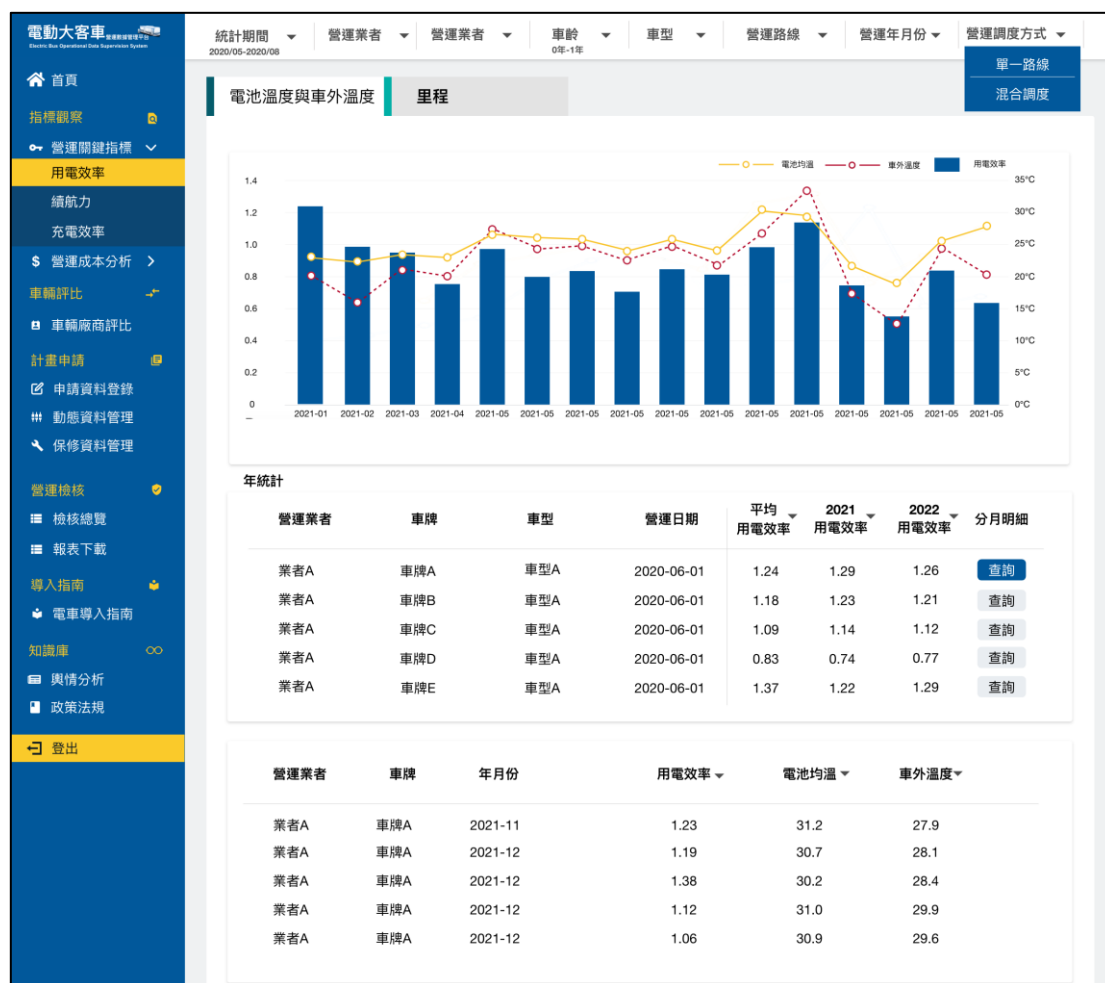 電動大客車營運數據管理平台
Electric Bus Operational Data Supervision System
首頁
指標觀察
營運關鍵指標
用電效率
續航力
充電效率
$ 營運成本分析
車輛評比
車輛廠商評比
計畫申請
申請資料登錄
動態資料管理
保修資料管理
營運檢核
檢核總覽
報表下載
導入指南
電車導入指南
知識庫
輿情分析
政策法規
登出
統計期間 營運業者 營運業者 車齡 車型 營運路線 營運年月份 營運調度方式
2020/05-2020/08 0年-1年
單一路線
混合調度
電池溫度與車外溫度 里程
電池均溫 車外溫度 用電效率
1.4 35°C
1.2 30°C
1.0 25°C
0.8 20°C
0.6 15°C
0.4 10°C
0.2 5°C
0 0°C
2021-01 2021-02 2021-03 2021-04 2021-05 2021-05 2021-05 2021-05 2021-05 2021-05 2021-05 2021-05 2021-05 2021-05 2021-05 2021-05
年統計
營運業者 車牌 車型 營運日期 平均用電效率 2021用電效率 2022用電效率 分月明細
業者A 車牌A 車型A 2020-06-01 1.24 1.29 1.26 查詢
業者A 車牌B 車型A 2020-06-01 1.18 1.23 1.21 查詢
業者A 車牌C 車型A 2020-06-01 1.09 1.14 1.12 查詢
業者A 車牌D 車型A 2020-06-01 0.83 0.74 0.77 查詢
業者A 車牌E 車型A 2020-06-01 1.37 1.22 1.29 查詢
營運業者 車牌 年月份 用電效率 電池均溫 車外溫度
業者A 車牌A 2021-11 1.23 31.2 27.9
業者A 車牌A 2021-12 1.19 30.7 28.1
業者A 車牌A 2021-12 1.38 30.2 28.4
業者A 車牌A 2021-12 1.12 31.0 29.9
業者A 車牌A 2021-12 1.06 30.9 29.6